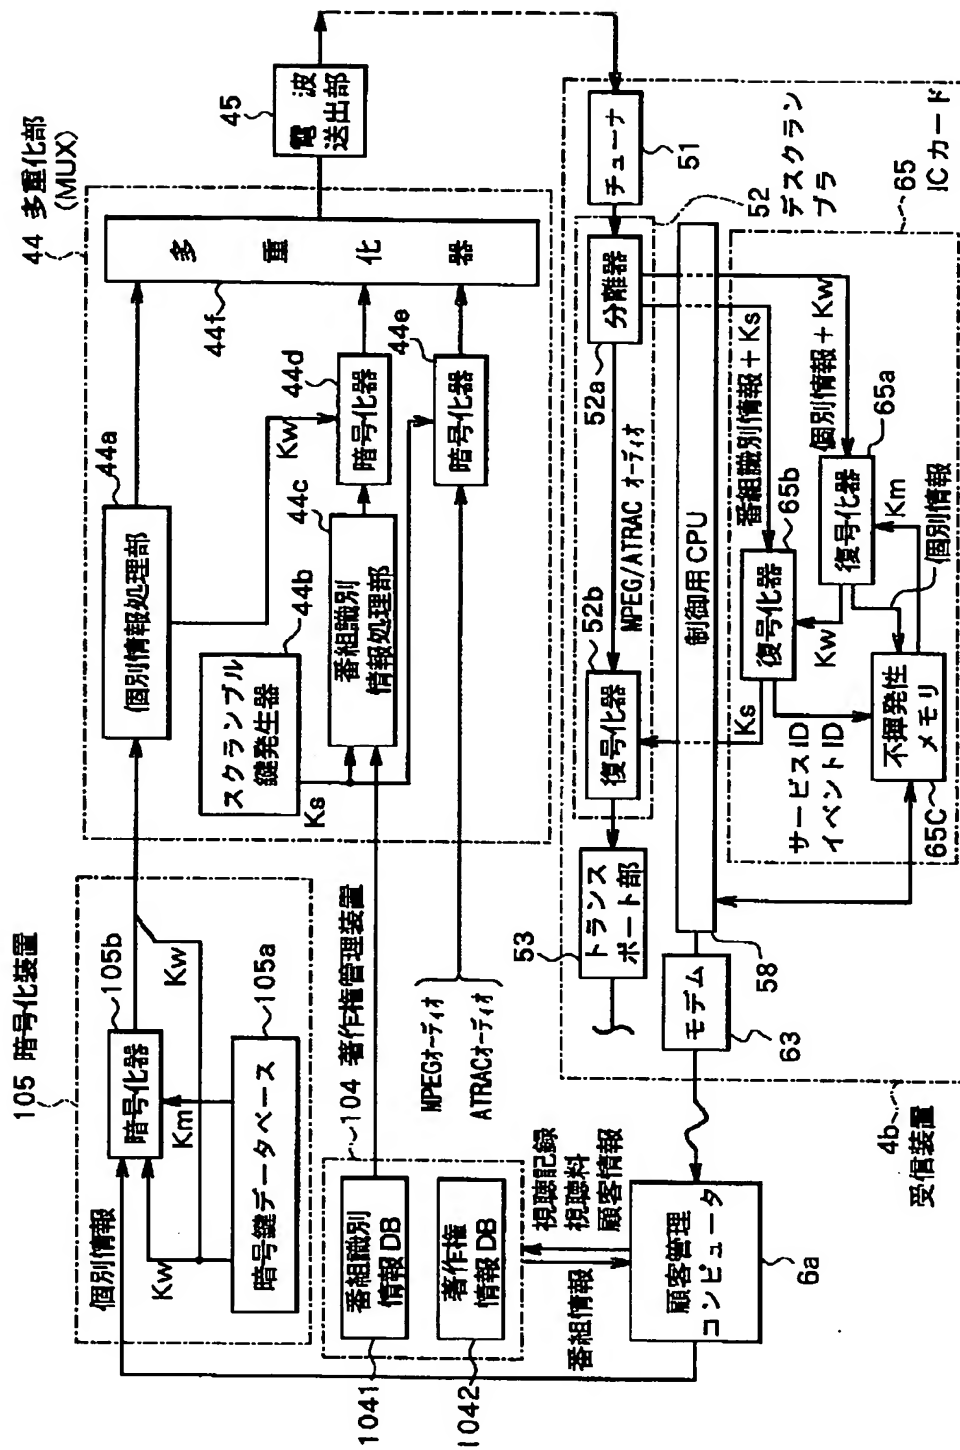 105 暗号化装置
個別情報
Kw
暗号化器
105b
Km
Kw
暗号鍵データベース
105a
104 著作権管理装置
番組識別
情報DB
1041
著作権
情報DB
1042
MPEGオーディオ
ATRACオーディオ
44 多重化部
(MUX)
個別情報処理部
44a
スクランブル
鍵発生器
44b
Ks
番組識別
情報処理部
44c
Kw
暗号化器
44d
暗号化器
44e
多重化器
44f
電波
送出部
45
チューナ
51
52
デスクラン
ブラ
分離器
52a
MPEG/ATRAC オーディオ
復号化器
52b
トランス
ポート部
53
制御用CPU
58
モデム
63
65
ICカード
番組識別情報+Ks
個別情報+Kw
復号化器
65a
復号化器
65b
Km
個別情報
Kw
Ks
サービスID
イベントID
不揮発性
メモリ
65C
4b
受信装置
視聴記録
視聴料
顧客情報
番組情報
顧客管理
コンピュータ
6a